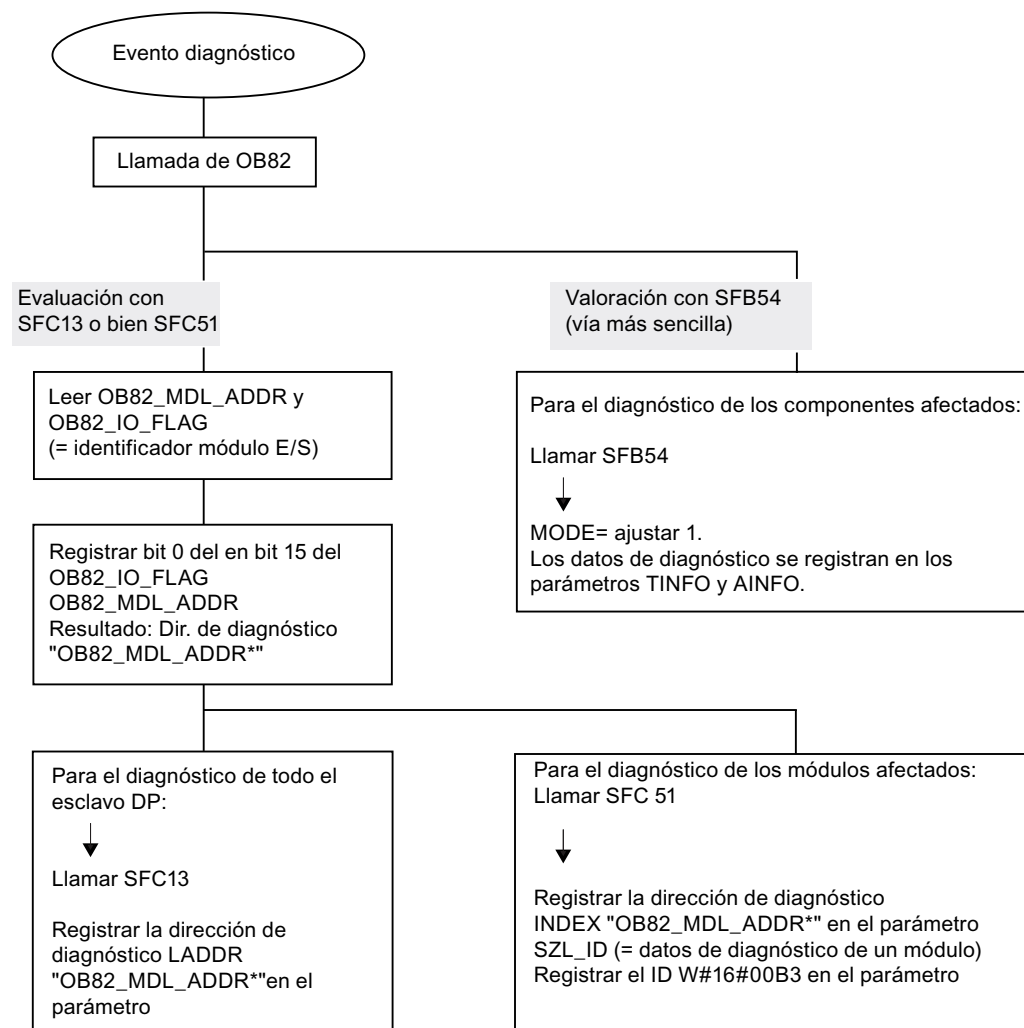 Evento diagnóstico
Llamada de OB82
Evaluación con
SFC13 o bien SFC51
Valoración con SFB54
(vía más sencilla)
Leer OB82_MDL_ADDR y
OB82_IO_FLAG
(= identificador módulo E/S)
Para el diagnóstico de los componentes afectados:
Llamar SFB54
MODE= ajustar 1.
Los datos de diagnóstico se registran en los
parámetros TINFO y AINFO.
Registrar bit 0 del en bit 15 del
OB82_IO_FLAG
OB82_MDL_ADDR
Resultado: Dir. de diagnóstico
"OB82_MDL_ADDR*"
Para el diagnóstico de todo el
esclavo DP:
Llamar SFC13
Registrar la dirección de
diagnóstico LADDR
"OB82_MDL_ADDR*"en el
parámetro
Para el diagnóstico de los módulos afectados:
Llamar SFC 51
Registrar la dirección de diagnóstico
INDEX "OB82_MDL_ADDR*" en el parámetro
SZL_ID (= datos de diagnóstico de un módulo)
Registrar el ID W#16#00B3 en el parámetro